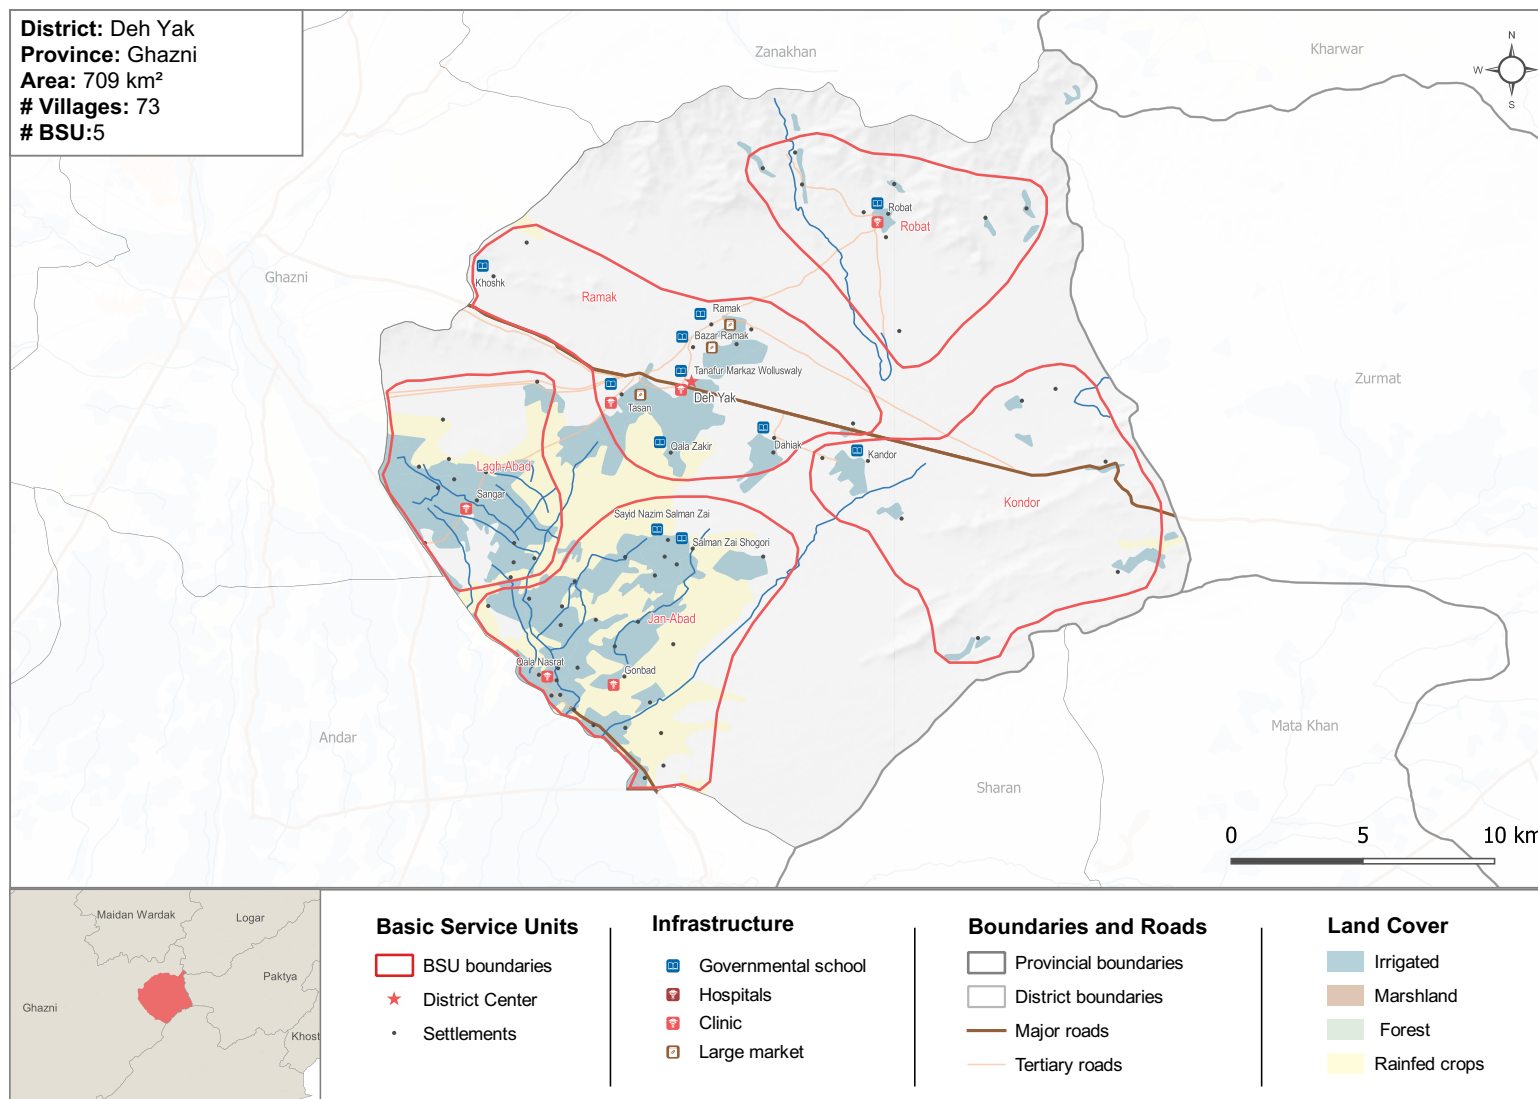 District: Deh Yak
Province: Ghazni
Area: 709 km²
# Villages: 73
# BSU:5
Zanakhan
Kharwar
N
W
S
Robat
Robat
Ghazni
Khoshk
Ramak
Ramak
Bazar Ramak
Tanafur Markaz Wolluswaly
Deh Yak
Tasan
Zurmat
Qala Zakir
Dahiak
Kandor
Lagh-Abad
Sangar
Kondor
Sayid Nazim Salman Zai
Salman Zai Shogori
Jan-Abad
Qala Nasrat
Gonbad
Andar
Mata Khan
Sharan
0 5 10 km
Maidan Wardak
Logar
Paktya
Ghazni
Khost
Basic Service Units
BSU boundaries
District Center
Settlements
Infrastructure
Governmental school
Hospitals
Clinic
Large market
Boundaries and Roads
Provincial boundaries
District boundaries
Major roads
Tertiary roads
Land Cover
Irrigated
Marshland
Forest
Rainfed crops